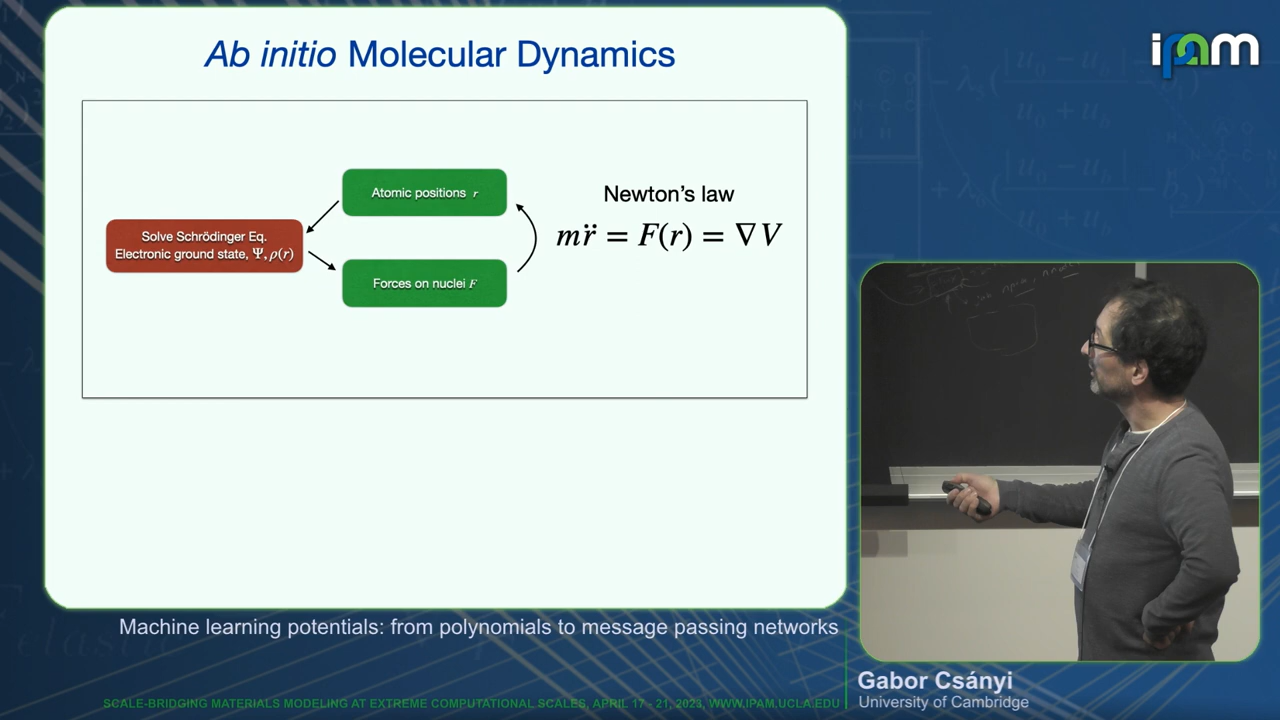 Ab initio Molecular Dynamics
Atomic positions r
Solve Schrödinger Eq.
Electronic ground state, Ψ, ρ(r)
Forces on nuclei F
Newton's law
mr̈ = F(r) = ∇V
ipam
Machine learning potentials: from polynomials to message passing networks
SCALE-BRIDGING MATERIALS MODELING AT EXTREME COMPUTATIONAL SCALES, APRIL 17 - 21, 2023, WWW.IPAM.UCLA.EDU
Gabor Csányi
University of Cambridge